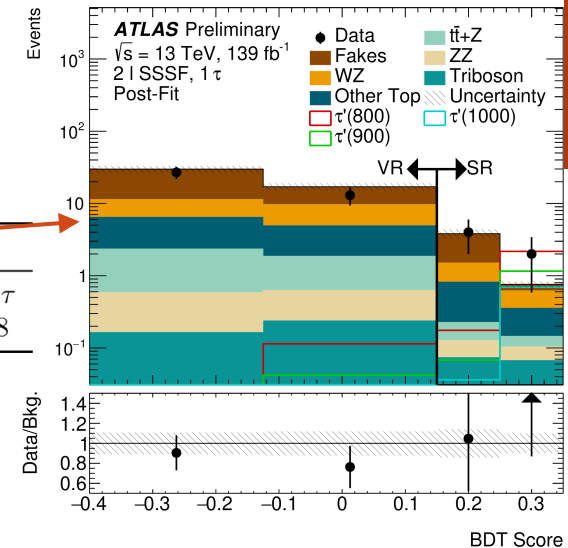 Events
10³
10²
10
1
10⁻¹
ATLAS Preliminary
√s = 13 TeV, 139 fb⁻¹
2 l SSSF, 1 τ
Post-Fit
Data
tt̄+Z
Fakes
ZZ
WZ
Triboson
Other Top
Uncertainty
τ'(800)
τ'(1000)
τ'(900)
VR
SR
τ
8
Data/Bkg.
1.4
1.2
1
0.8
0.6
−0.4
−0.3
−0.2
−0.1
0
0.1
0.2
0.3
BDT Score